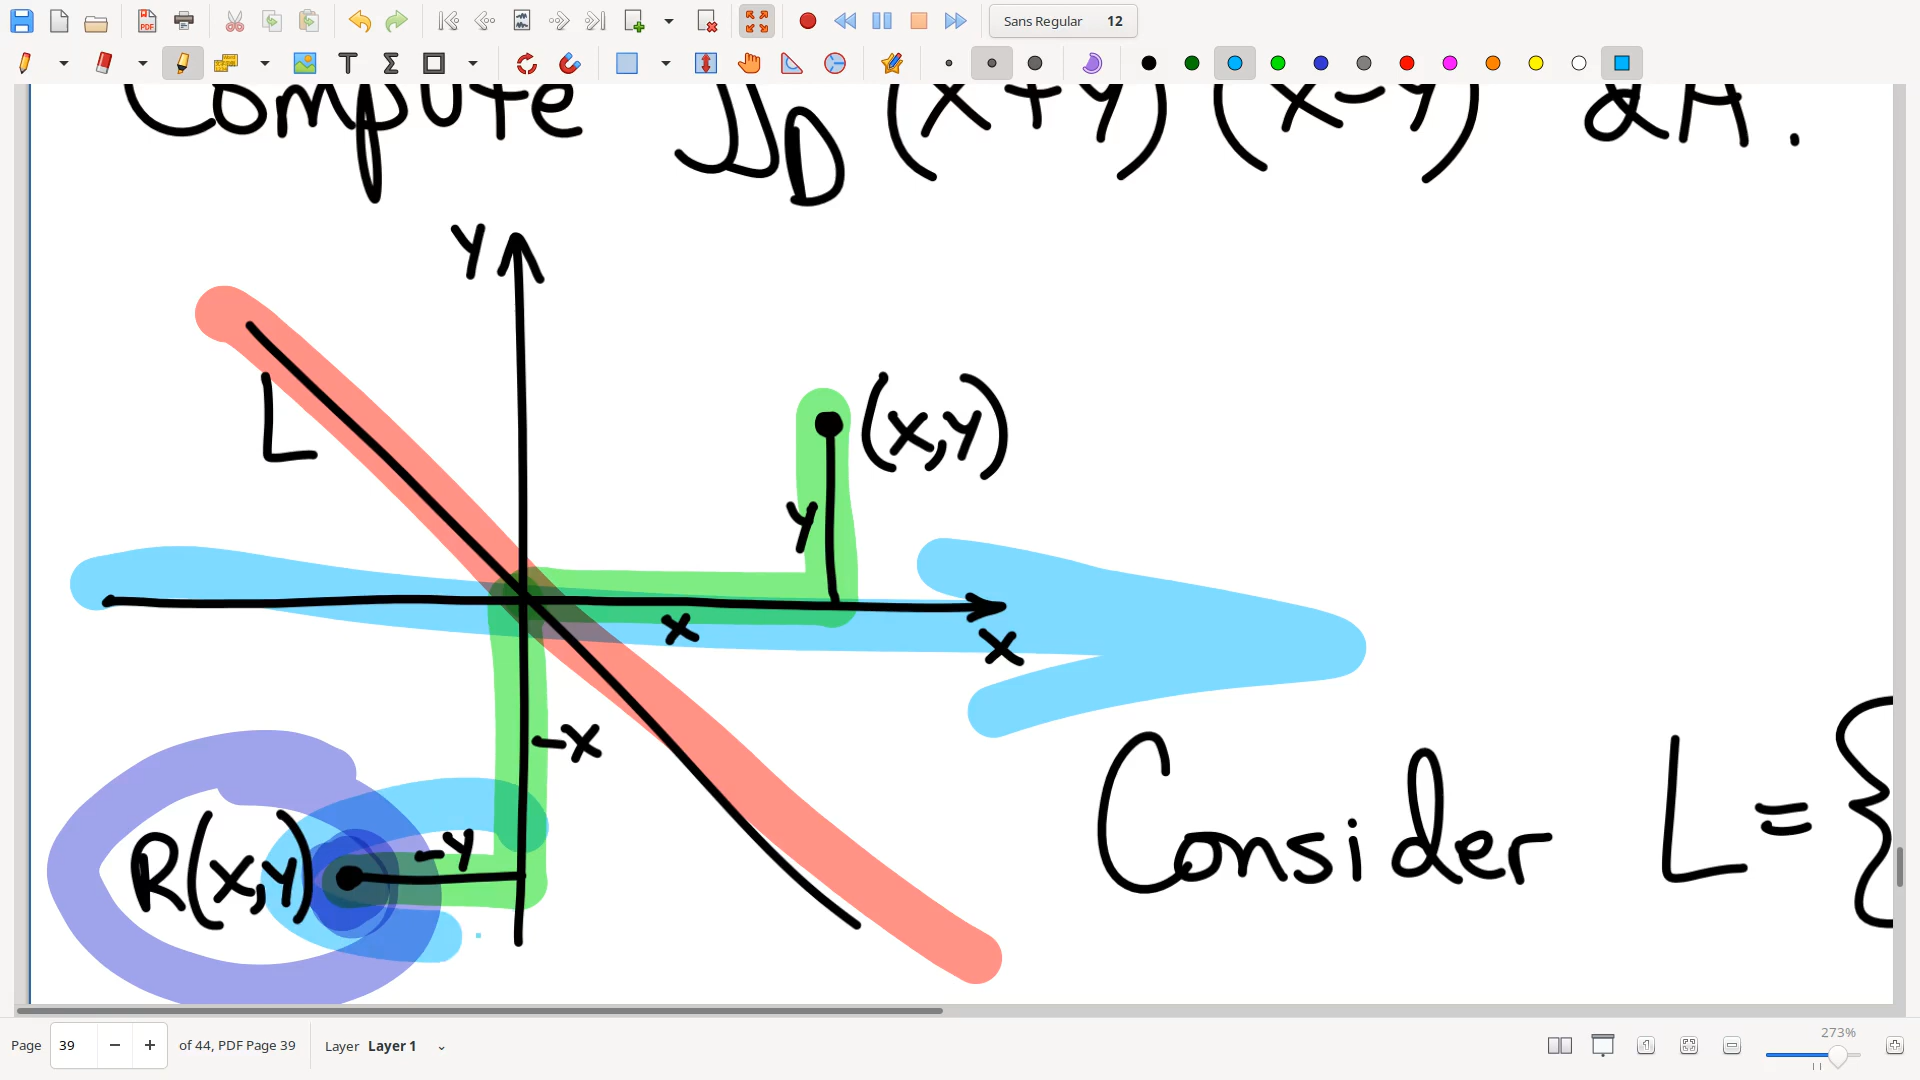 Sans Regular 12
Compute ∬_D (x+y)(x-y) dA.
y
L
(x,y)
y
x
x
-x
R(x,y)
-y
Consider L={
Page 39 of 44, PDF Page 39 Layer Layer 1
273%